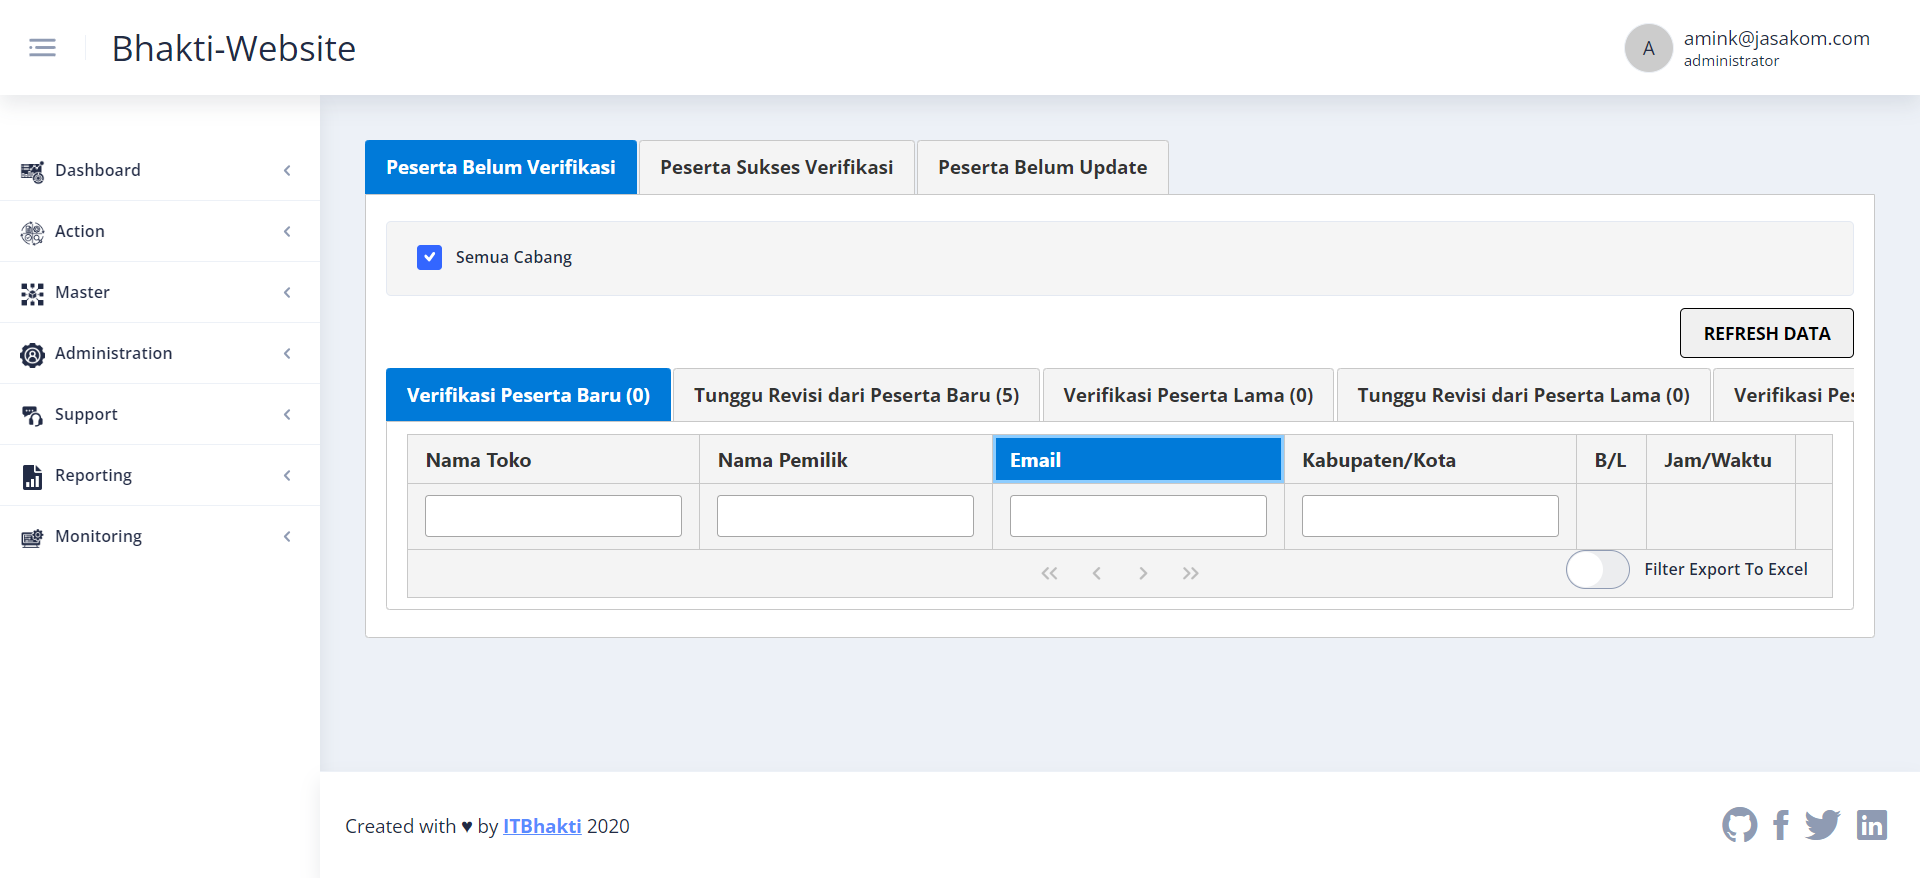 Bhakti-Website
A
amink@jasakom.com
administrator
Dashboard
Action
Master
Administration
Support
Reporting
Monitoring
Peserta Belum Verifikasi
Peserta Sukses Verifikasi
Peserta Belum Update
Semua Cabang
REFRESH DATA
Verifikasi Peserta Baru (0)
Tunggu Revisi dari Peserta Baru (5)
Verifikasi Peserta Lama (0)
Tunggu Revisi dari Peserta Lama (0)
Verifikasi
Nama Toko
Nama Pemilik
Email
Kabupaten/Kota
B/L
Jam/Waktu
Filter Export To Excel
Created with ♥ by ITBhakti 2020